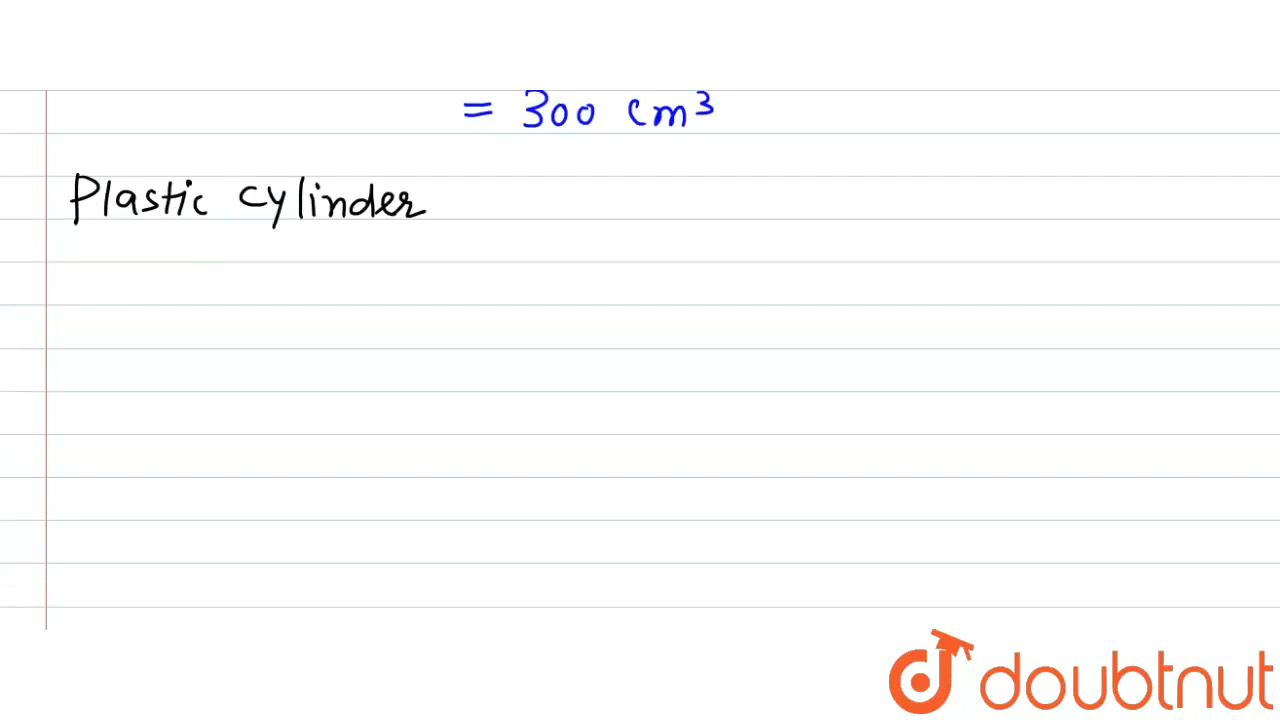 = 300 cm³
Plastic cylinder
doubtnut